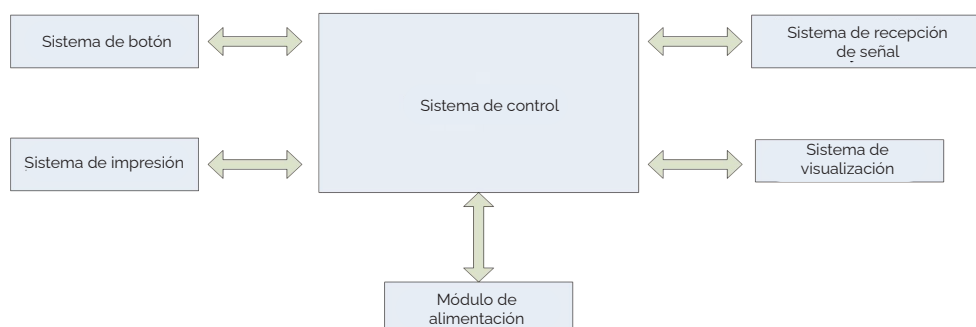 Sistema de botón
Sistema de recepción
de señal
Sistema de control
Sistema de impresión
Sistema de
visualización
Módulo de
alimentación